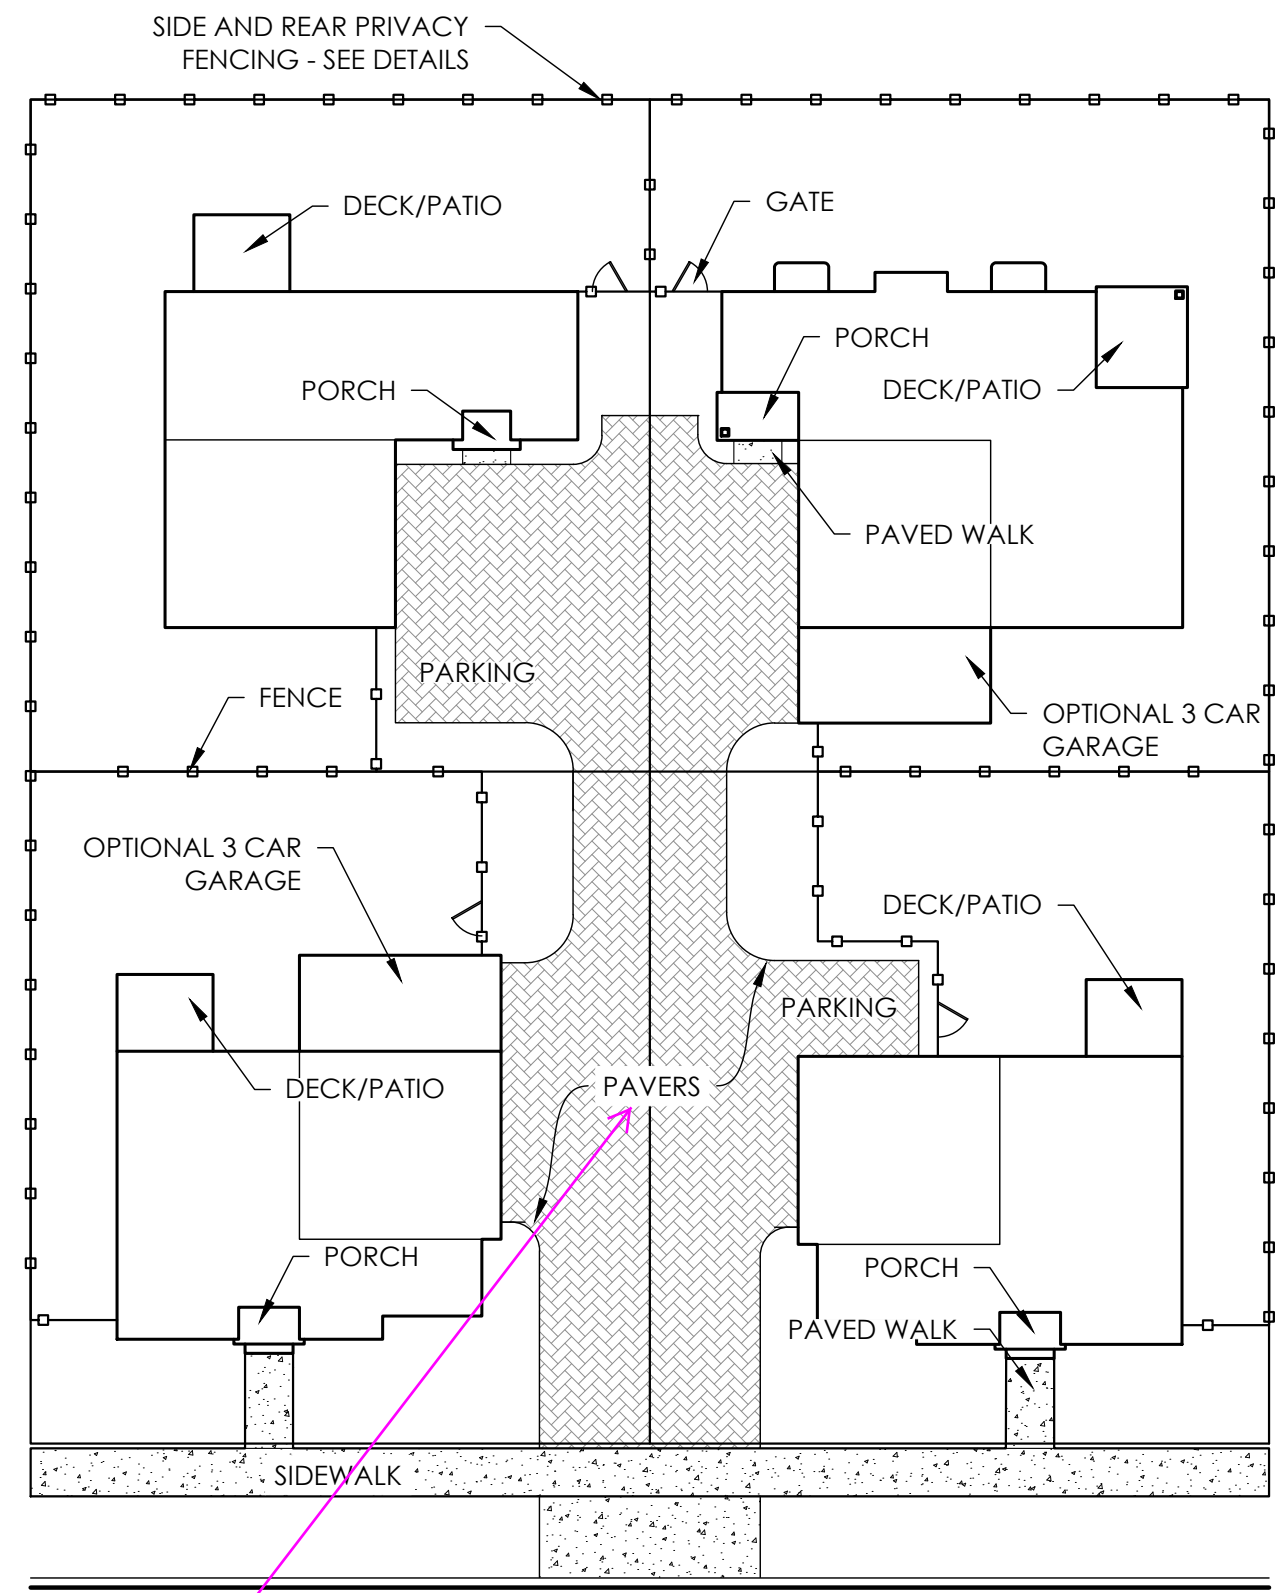 SIDE AND REAR PRIVACY
FENCING - SEE DETAILS
DECK/PATIO
GATE
PORCH
DECK/PATIO
PORCH
PAVED WALK
PARKING
FENCE
OPTIONAL 3 CAR
GARAGE
OPTIONAL 3 CAR
GARAGE
DECK/PATIO
PARKING
DECK/PATIO
PAVERS
PORCH
PORCH
PAVED WALK
SIDEWALK